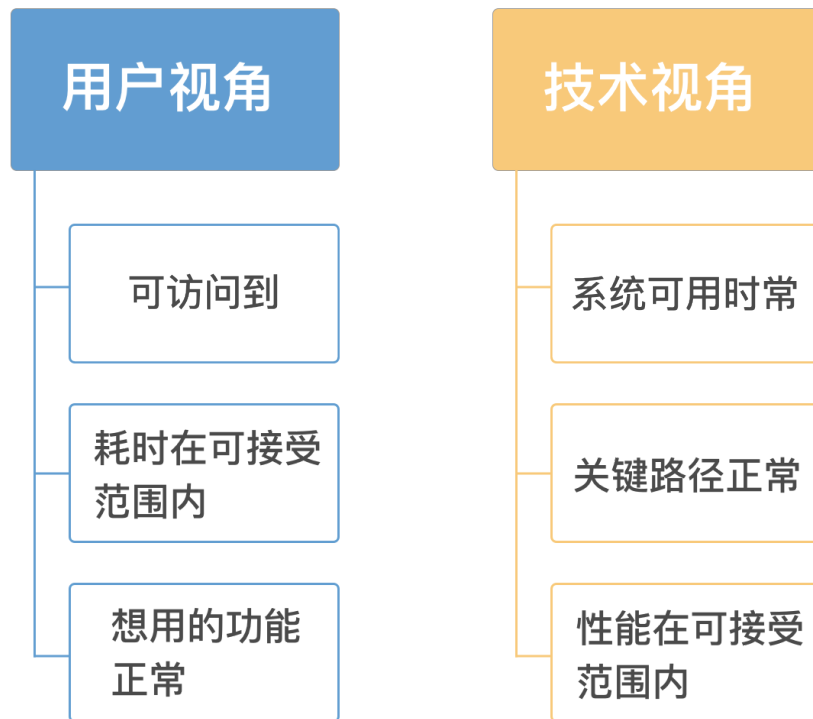 用户视角
可访问到
耗时在可接受
范围内
想用的功能
正常
技术视角
系统可用时常
关键路径正常
性能在可接受
范围内